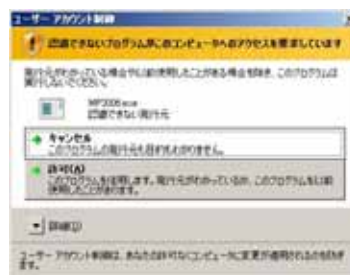 ユーザー アカウント制御
認識できないプログラムがこのコンピュータへのアクセスを要求しています
発行元がわかっている場合や以前使用したことがある場合を除き、このプログラムは
実行しないでください。
認識できない発行元
キャンセル
このプログラムの発行元も目的もわかりません。
許可(A)
このプログラムを信用します。発行元がわかっているか、このプログラムを以前
使用したことがあります。
詳細(D)
ユーザー アカウント制御は、あなたの許可なくコンピュータに変更が適用されるのを防ぎ
ます。